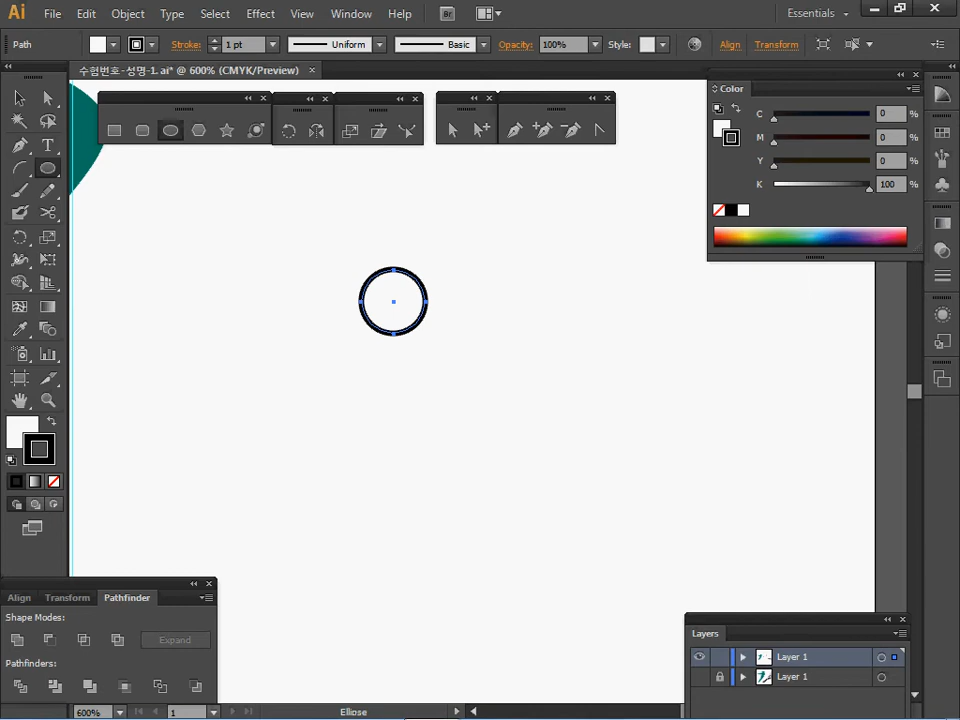 Ai File Edit Object Type Select Effect View Window Help Br Essentials
Path Stroke: 1 pt Uniform Basic Opacity: 100% Style: Align Transform
수험번호-성명-1. ai* @ 600% (CMYK/Preview)
Color
C 0 %
M 0 %
Y 0 %
K 100 %
T
Align Transform Pathfinder
Shape Modes:
Expand
Pathfinders:
Layers
Layer 1
Layer 1
600% 1 Ellipse